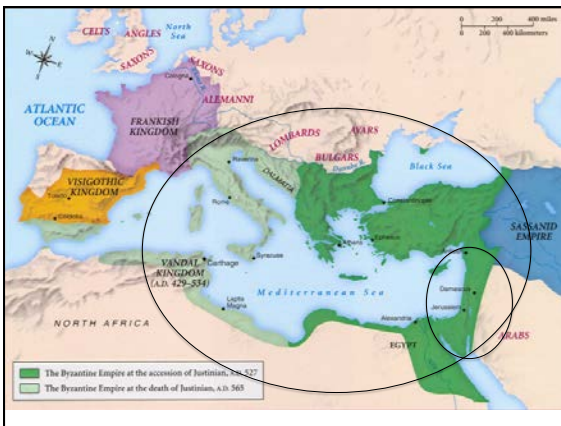 CELTS
ANGLES
SAXONS
North
Sea
SAXONS
Cologne
ALEMANNI
0 200 400 miles
0 200 400 kilometers
N
ATLANTIC
OCEAN
FRANKISH
KINGDOM
LOMBARDS
AVARS
BULGARS
Danube R.
Black Sea
Ravenna
DALMATIA
VISIGOTHIC
KINGDOM
Toledo
Rome
Constantinople
SASSANID
EMPIRE
Athens
Ephesus
Syracuse
VANDAL
KINGDOM
(A.D. 429–534)
Carthage
Mediterranean Sea
Leptis
Magna
Damascus
Jerusalem
Alexandria
NORTH AFRICA
EGYPT
ARABS
The Byzantine Empire at the accession of Justinian, A.D. 527
The Byzantine Empire at the death of Justinian, A.D. 565